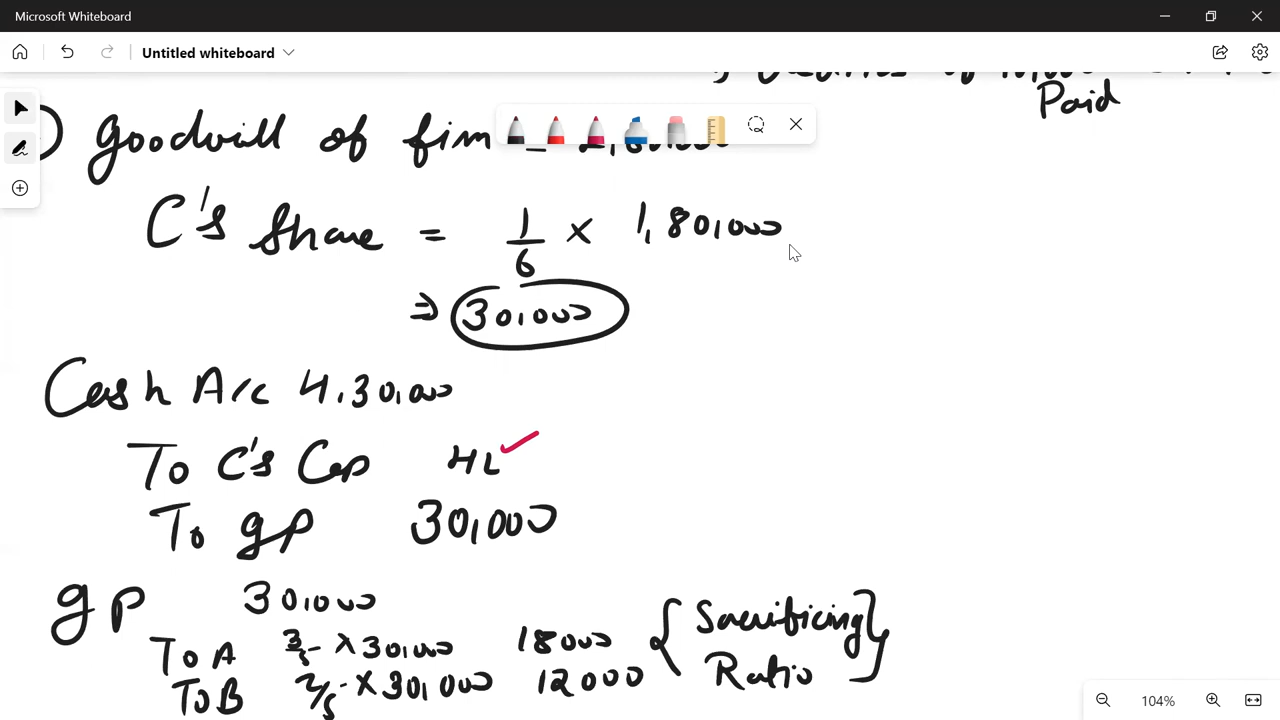 Microsoft Whiteboard
Untitled whiteboard
Paid
goodwill of firm =
C's Share = 1/6 × 1,80,000
⇒ 30,000
Cash A/c 4,30,000
To C's Cap 4L ✓
To gp 30,000
gp 30,000
To A 3/5 × 30,000 18000 { Sacrificing }
To B 2/5 × 30,000 12000 Ratio
104%